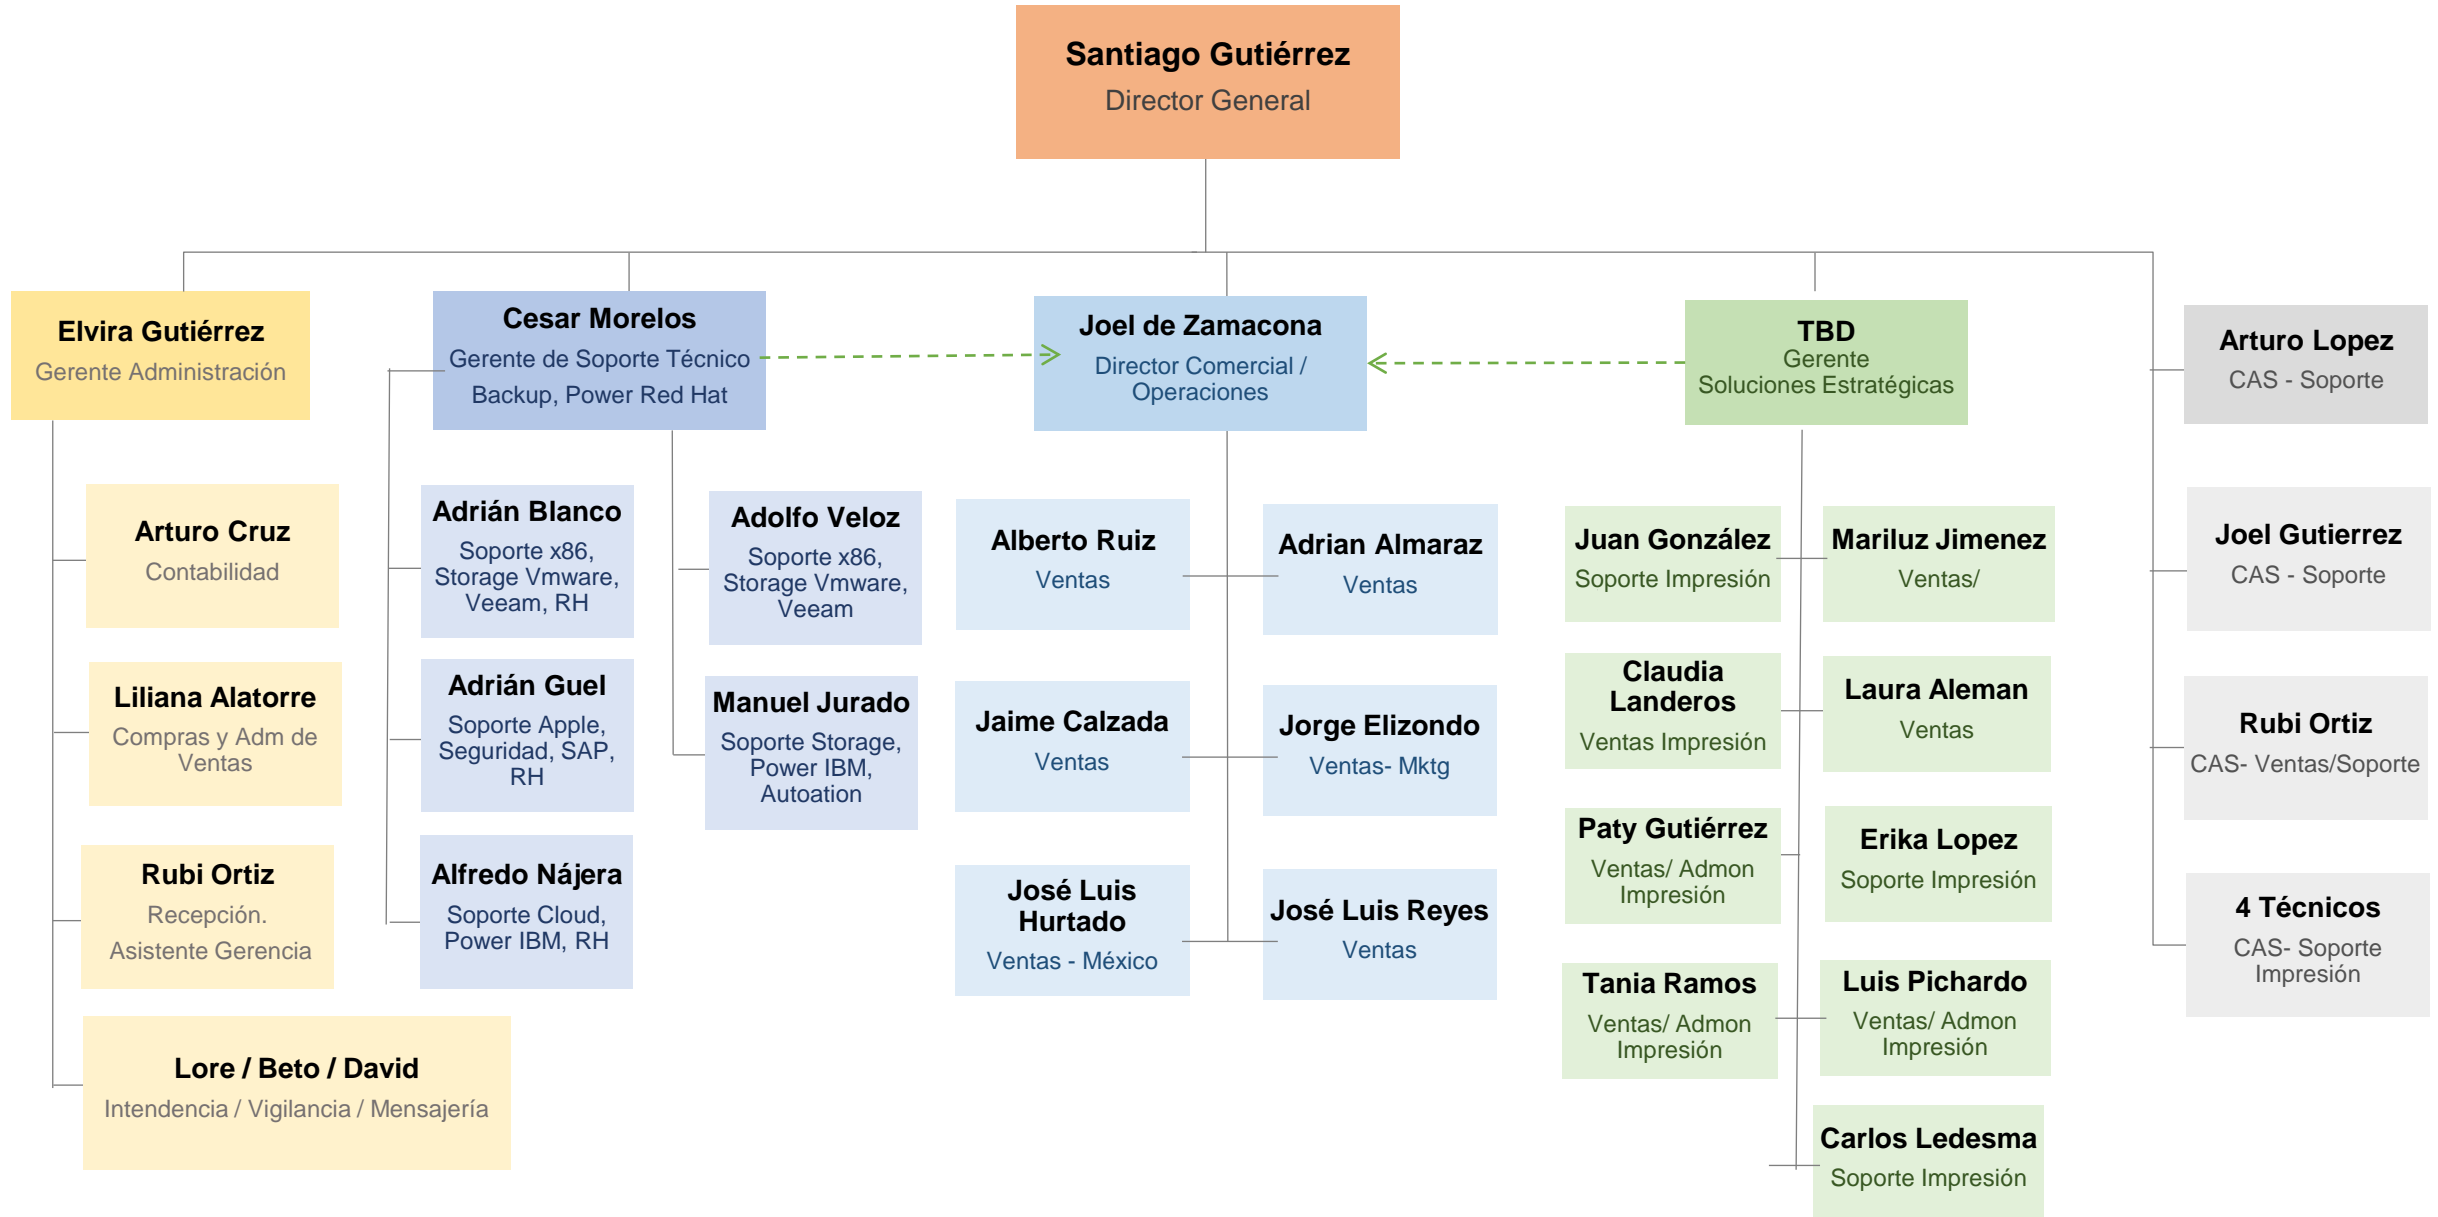 Santiago Gutiérrez
Director General
Elvira Gutiérrez
Gerente Administración
Arturo Cruz
Contabilidad
Liliana Alatorre
Compras y Adm de
Ventas
Rubi Ortiz
Recepción.
Asistente Gerencia
Lore / Beto / David
Intendencia / Vigilancia / Mensajería
Cesar Morelos
Gerente de Soporte Técnico
Backup, Power Red Hat
Adrián Blanco
Soporte x86,
Storage Vmware,
Veeam, RH
Adrián Guel
Soporte Apple,
Seguridad, SAP,
RH
Alfredo Nájera
Soporte Cloud,
Power IBM, RH
Adolfo Veloz
Soporte x86,
Storage Vmware,
Veeam
Manuel Jurado
Soporte Storage,
Power IBM,
Autoation
Joel de Zamacona
Director Comercial /
Operaciones
Alberto Ruiz
Ventas
Adrian Almaraz
Ventas
Jaime Calzada
Ventas
Jorge Elizondo
Ventas- Mktg
José Luis
Hurtado
Ventas - México
José Luis Reyes
Ventas
TBD
Gerente
Soluciones Estratégicas
Juan González
Soporte Impresión
Mariluz Jimenez
Ventas/
Claudia
Landeros
Ventas Impresión
Laura Aleman
Ventas
Paty Gutiérrez
Ventas/ Admon
Impresión
Erika Lopez
Soporte Impresión
Tania Ramos
Ventas/ Admon
Impresión
Luis Pichardo
Ventas/ Admon
Impresión
Carlos Ledesma
Soporte Impresión
Arturo Lopez
CAS - Soporte
Joel Gutierrez
CAS - Soporte
Rubi Ortiz
CAS- Ventas/Soporte
4 Técnicos
CAS- Soporte
Impresión